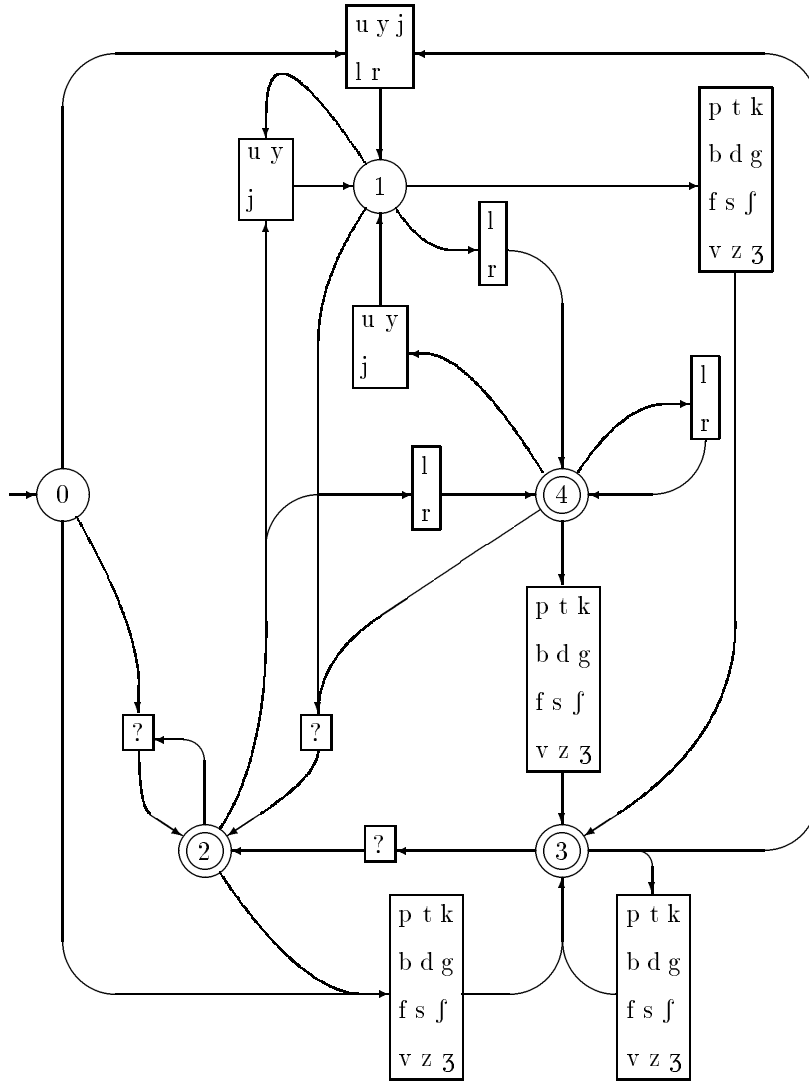 u y j
l r
p t k
b d g
f s ʃ
v z ʒ
u y
j
1
l
r
u y
j
l
r
l
r
0
4
p t k
b d g
f s ʃ
v z ʒ
?
?
2
?
3
p t k
b d g
f s ʃ
v z ʒ
p t k
b d g
f s ʃ
v z ʒ